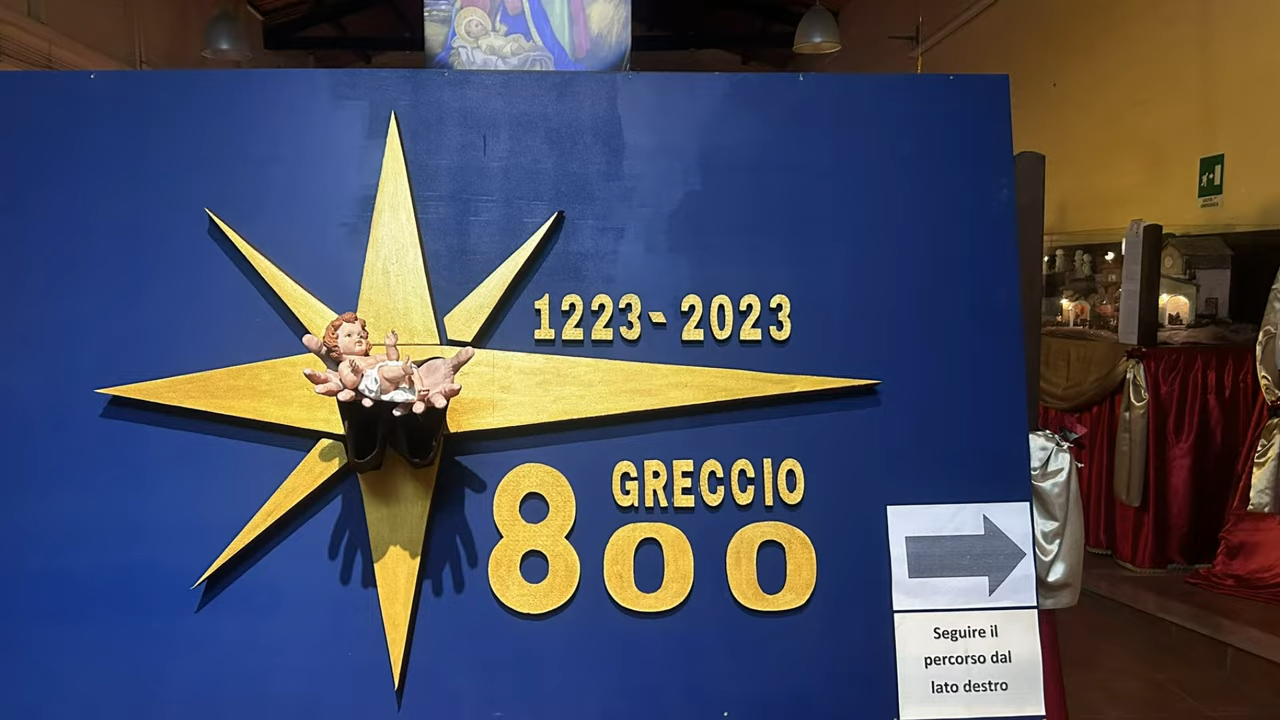 1223-2023
GRECCIO
800
Seguire il
percorso dal
lato destro